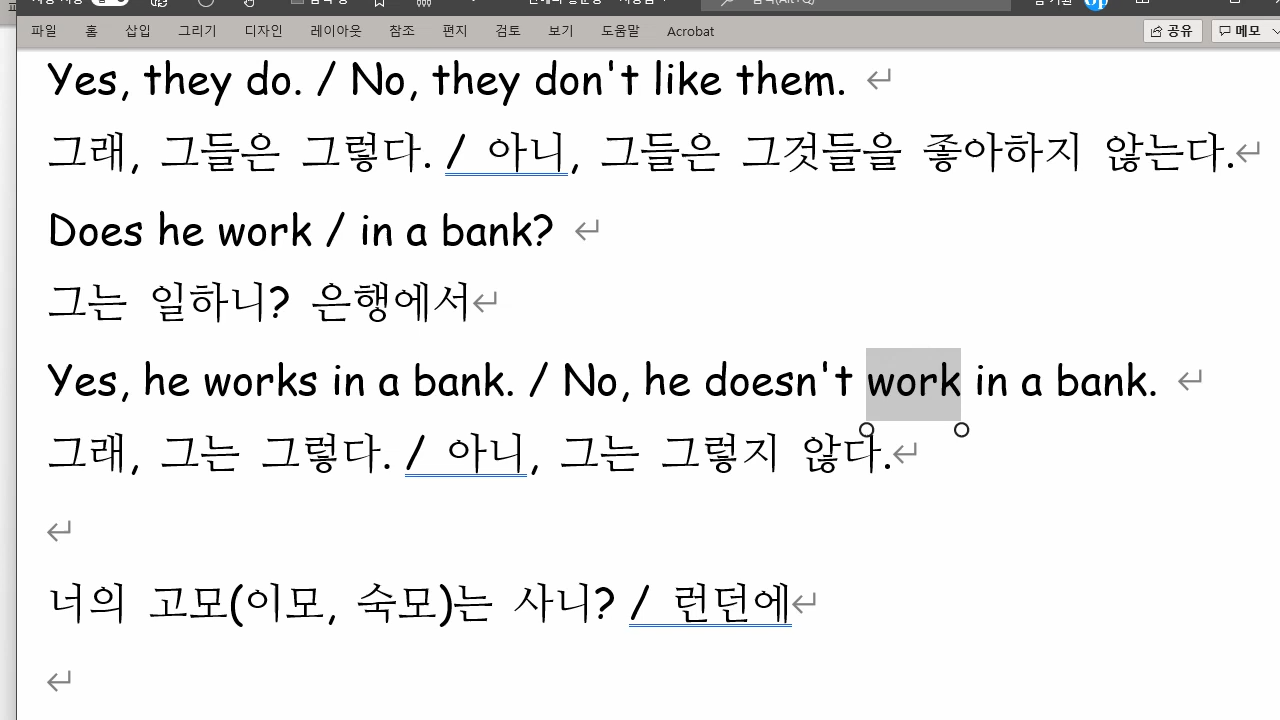 파일 홈 삽입 그리기 디자인 레이아웃 참조 편지 검토 보기 도움말 Acrobat 공유 메모
Yes, they do. / No, they don't like them.
그래, 그들은 그렇다. / 아니, 그들은 그것들을 좋아하지 않는다.
Does he work / in a bank?
그는 일하니? 은행에서
Yes, he works in a bank. / No, he doesn't work in a bank.
그래, 그는 그렇다. / 아니, 그는 그렇지 않다.
너의 고모(이모, 숙모)는 사니? / 런던에